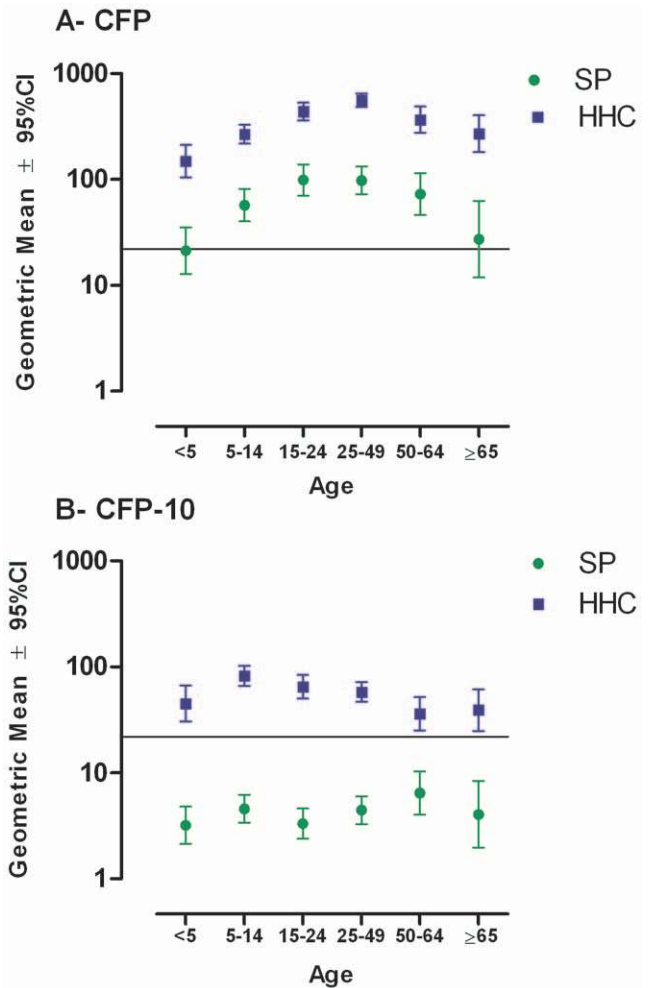 A- CFP
Geometric Mean ± 95%CI
1000
100
10
1
SP
HHC
<5 5-14 15-24 25-49 50-64 ≥65
Age
B- CFP-10
Geometric Mean ± 95%CI
1000
100
10
1
SP
HHC
<5 5-14 15-24 25-49 50-64 ≥65
Age